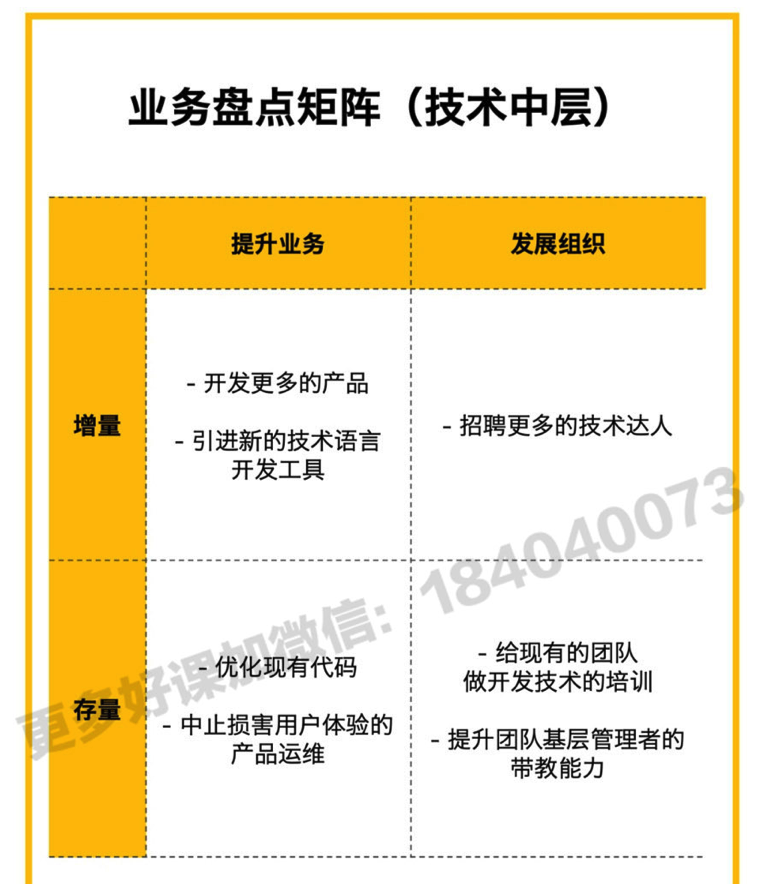 业务盘点矩阵（技术中层）
提升业务
发展组织
增量
- 开发更多的产品
- 引进新的技术语言
开发工具
- 招聘更多的技术达人
存量
- 优化现有代码
- 中止损害用户体验的
产品运维
- 给现有的团队
做开发技术的培训
- 提升团队基层管理者的
带教能力
更多好课加微信：184040073